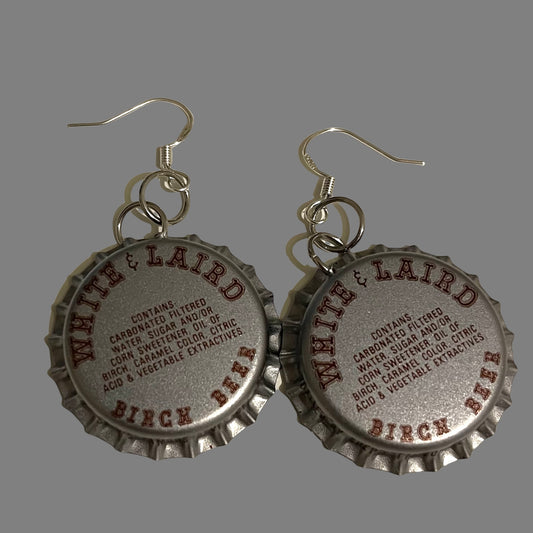 WHITE & LAIRD
CONTAINS
CARBONATED FILTERED
WATER, SUGAR AND/OR
CORN SWEETENER, OIL OF
BIRCH, CARAMEL COLOR, CITRIC
ACID & VEGETABLE EXTRACTIVES
BIRCH BEER
WHITE & LAIRD
CONTAINS
CARBONATED FILTERED
WATER, SUGAR AND/OR
CORN SWEETENER, OIL OF
BIRCH, CARAMEL COLOR, CITRIC
ACID & VEGETABLE EXTRACTIVES
BIRCH BEER